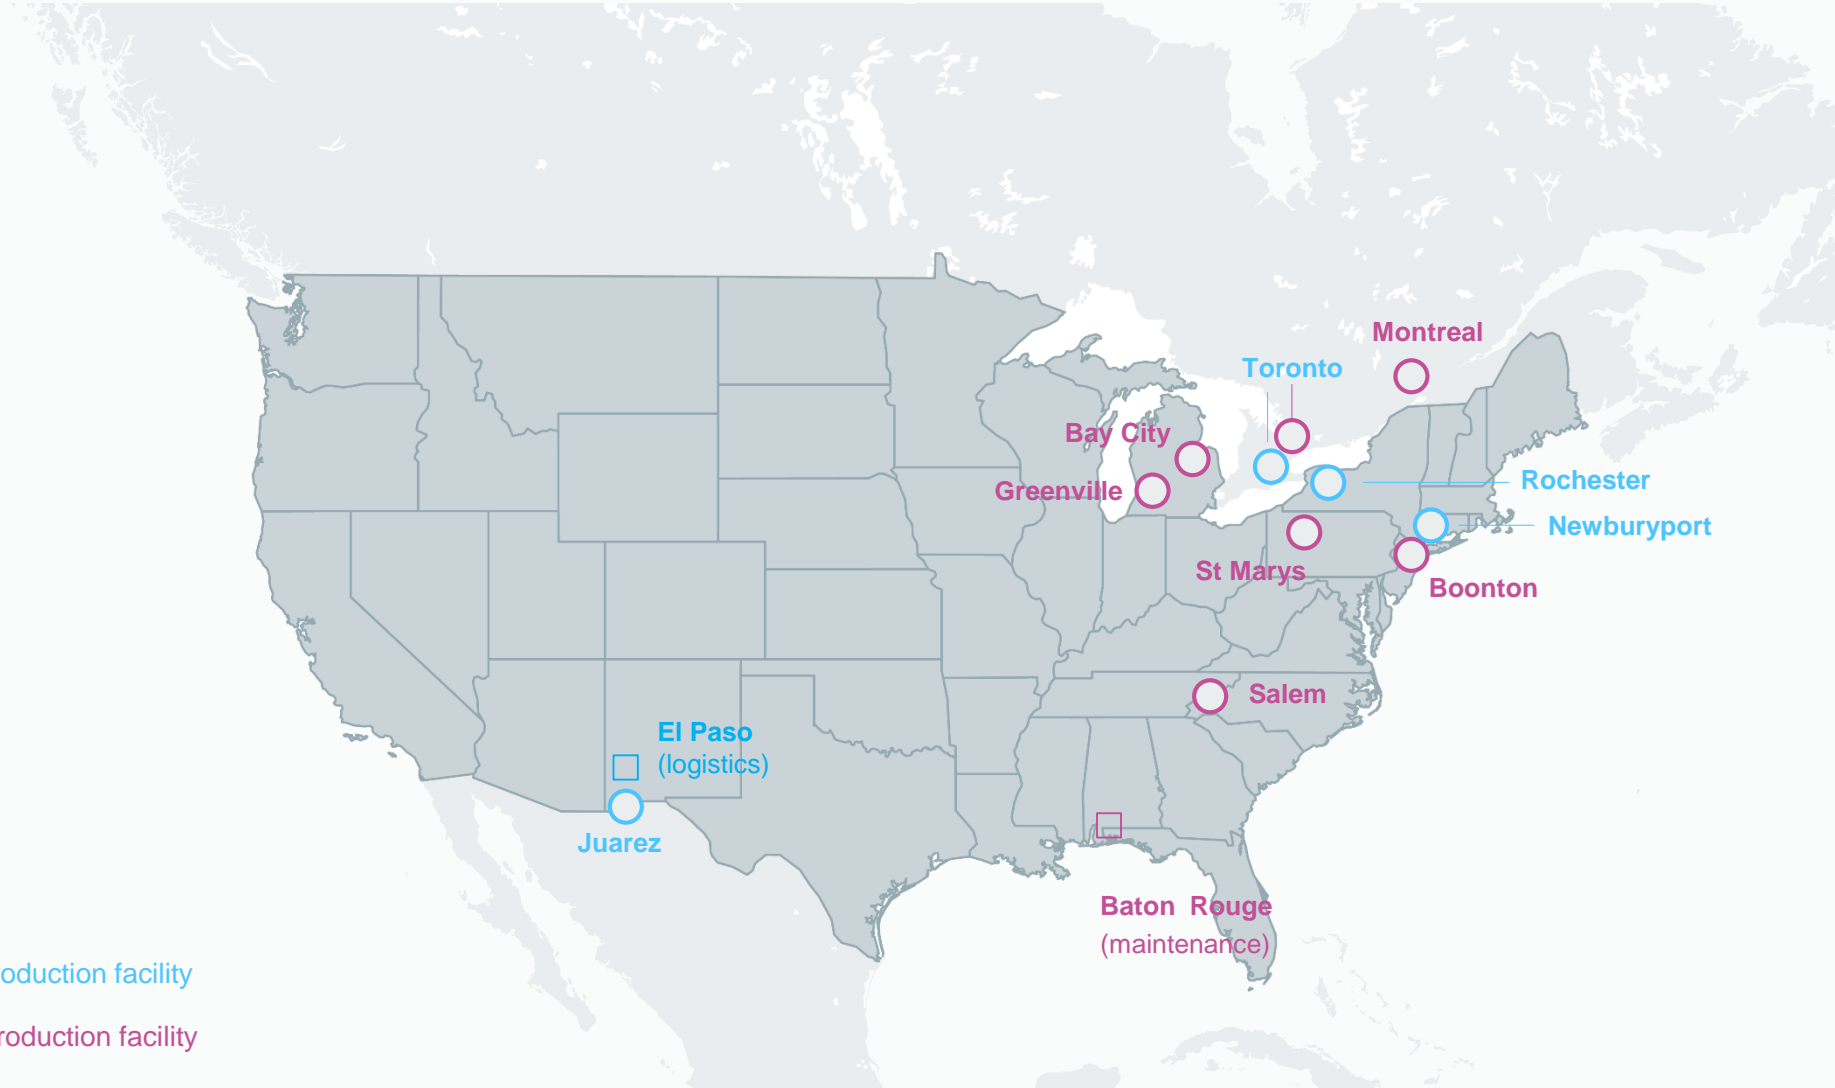 Montreal
Toronto
Bay City
Rochester
Greenville
Newburyport
St Marys
Boonton
Salem
El Paso
(logistics)
Juarez
Baton Rouge
(maintenance)
oduction facility
roduction facility